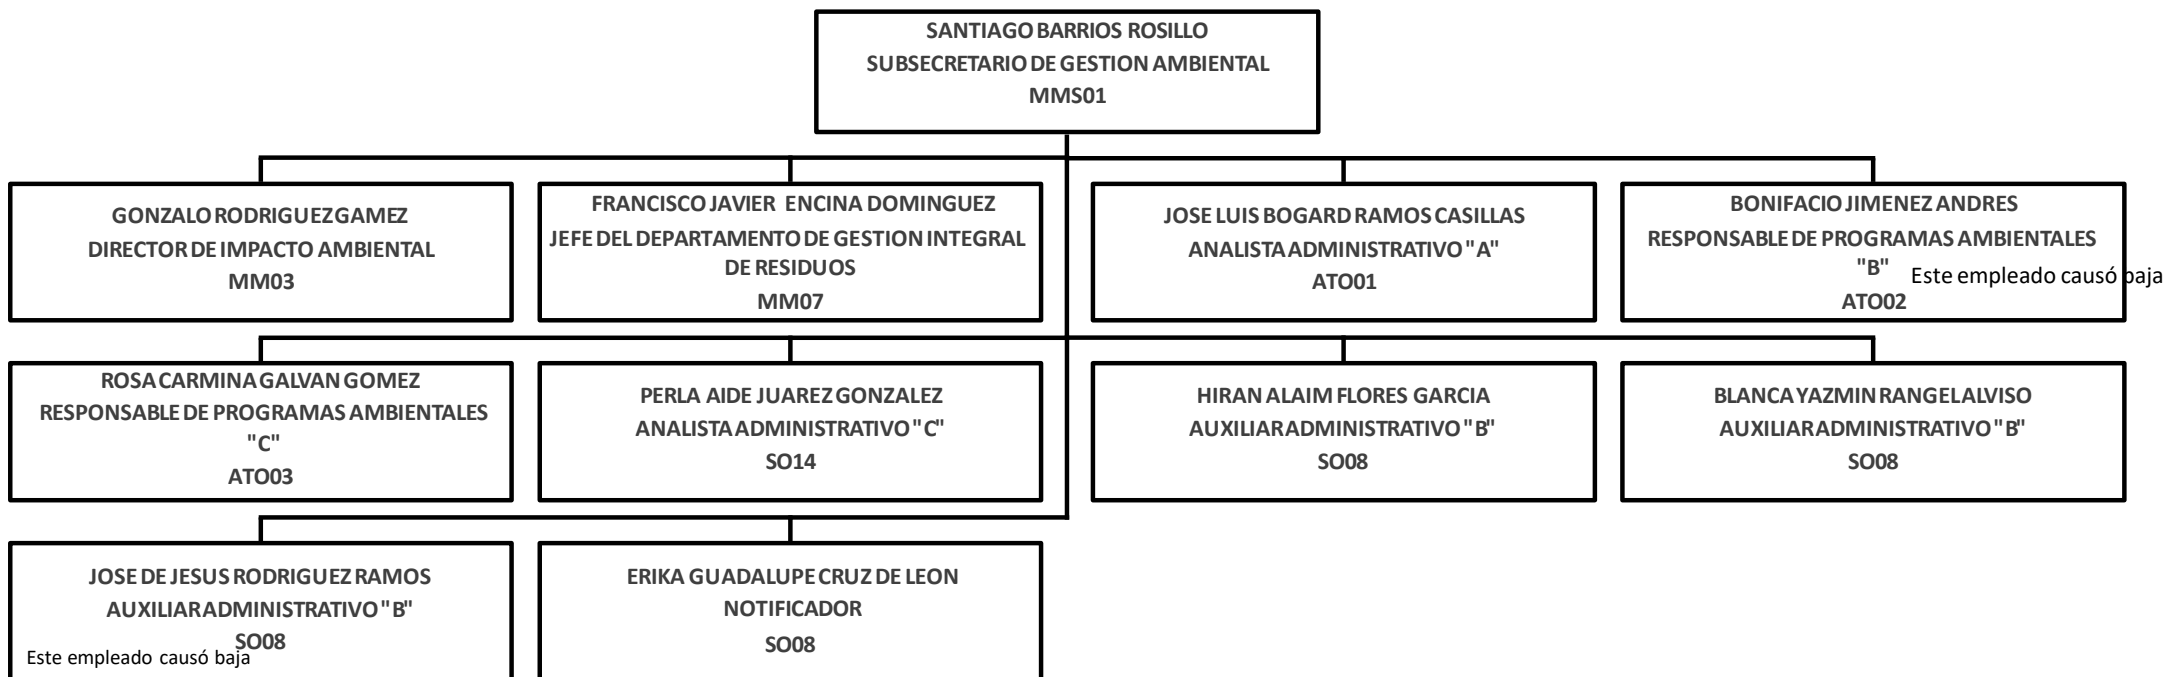 SANTIAGO BARRIOS ROSILLO
SUBSECRETARIO DE GESTION AMBIENTAL
MMS01
GONZALO RODRIGUEZ GAMEZ
DIRECTOR DE IMPACTO AMBIENTAL
MM03
FRANCISCO JAVIER ENCINA DOMINGUEZ
JEFE DEL DEPARTAMENTO DE GESTION INTEGRAL
DE RESIDUOS
MM07
JOSE LUIS BOGARD RAMOS CASILLAS
ANALISTA ADMINISTRATIVO "A"
ATO01
BONIFACIO JIMENEZ ANDRES
RESPONSABLE DE PROGRAMAS AMBIENTALES
"B"
Este empleado causó baja
ATO02
ROSA CARMINA GALVAN GOMEZ
RESPONSABLE DE PROGRAMAS AMBIENTALES
"C"
ATO03
PERLA AIDE JUAREZ GONZALEZ
ANALISTA ADMINISTRATIVO "C"
SO14
HIRAN ALAIM FLORES GARCIA
AUXILIAR ADMINISTRATIVO "B"
SO08
BLANCA YAZMIN RANGEL ALVISO
AUXILIAR ADMINISTRATIVO "B"
SO08
JOSE DE JESUS RODRIGUEZ RAMOS
AUXILIAR ADMINISTRATIVO "B"
SO08
Este empleado causó baja
ERIKA GUADALUPE CRUZ DE LEON
NOTIFICADOR
SO08